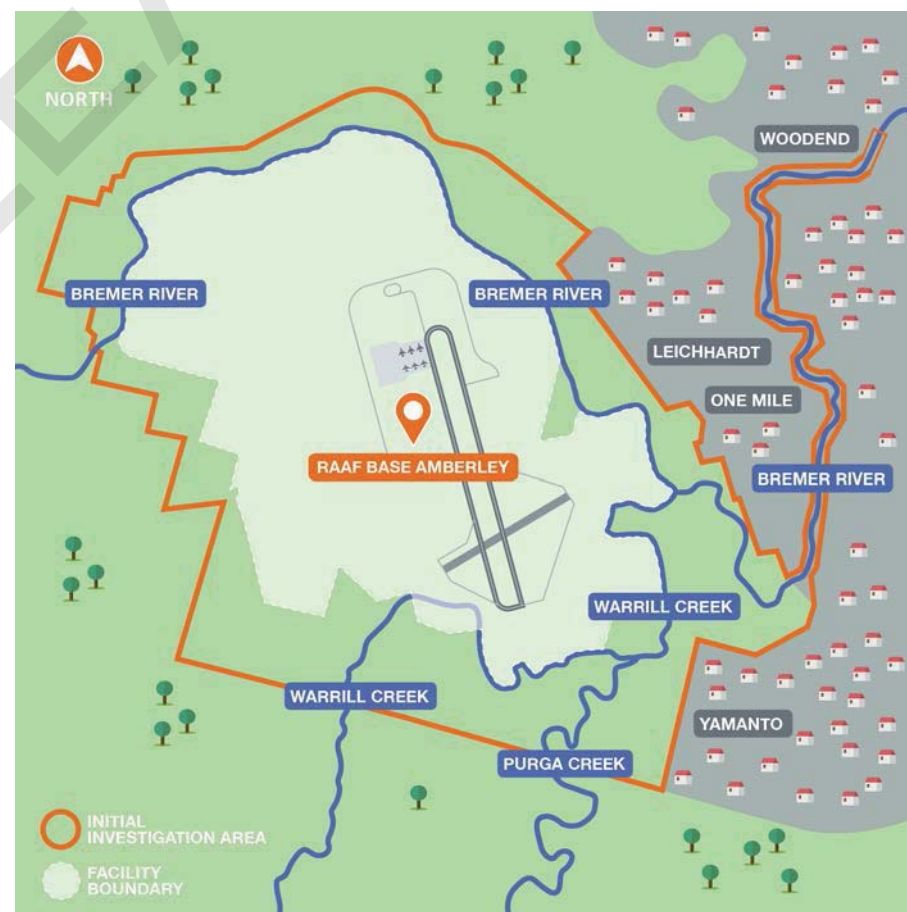 NORTH
WOODEND
BREMER RIVER
BREMER RIVER
LEICHHARDT
ONE MILE
RAAF BASE AMBERLEY
BREMER RIVER
WARRILL CREEK
WARRILL CREEK
YAMANTO
PURGA CREEK
INITIAL
INVESTIGATION AREA
FACILITY
BOUNDARY